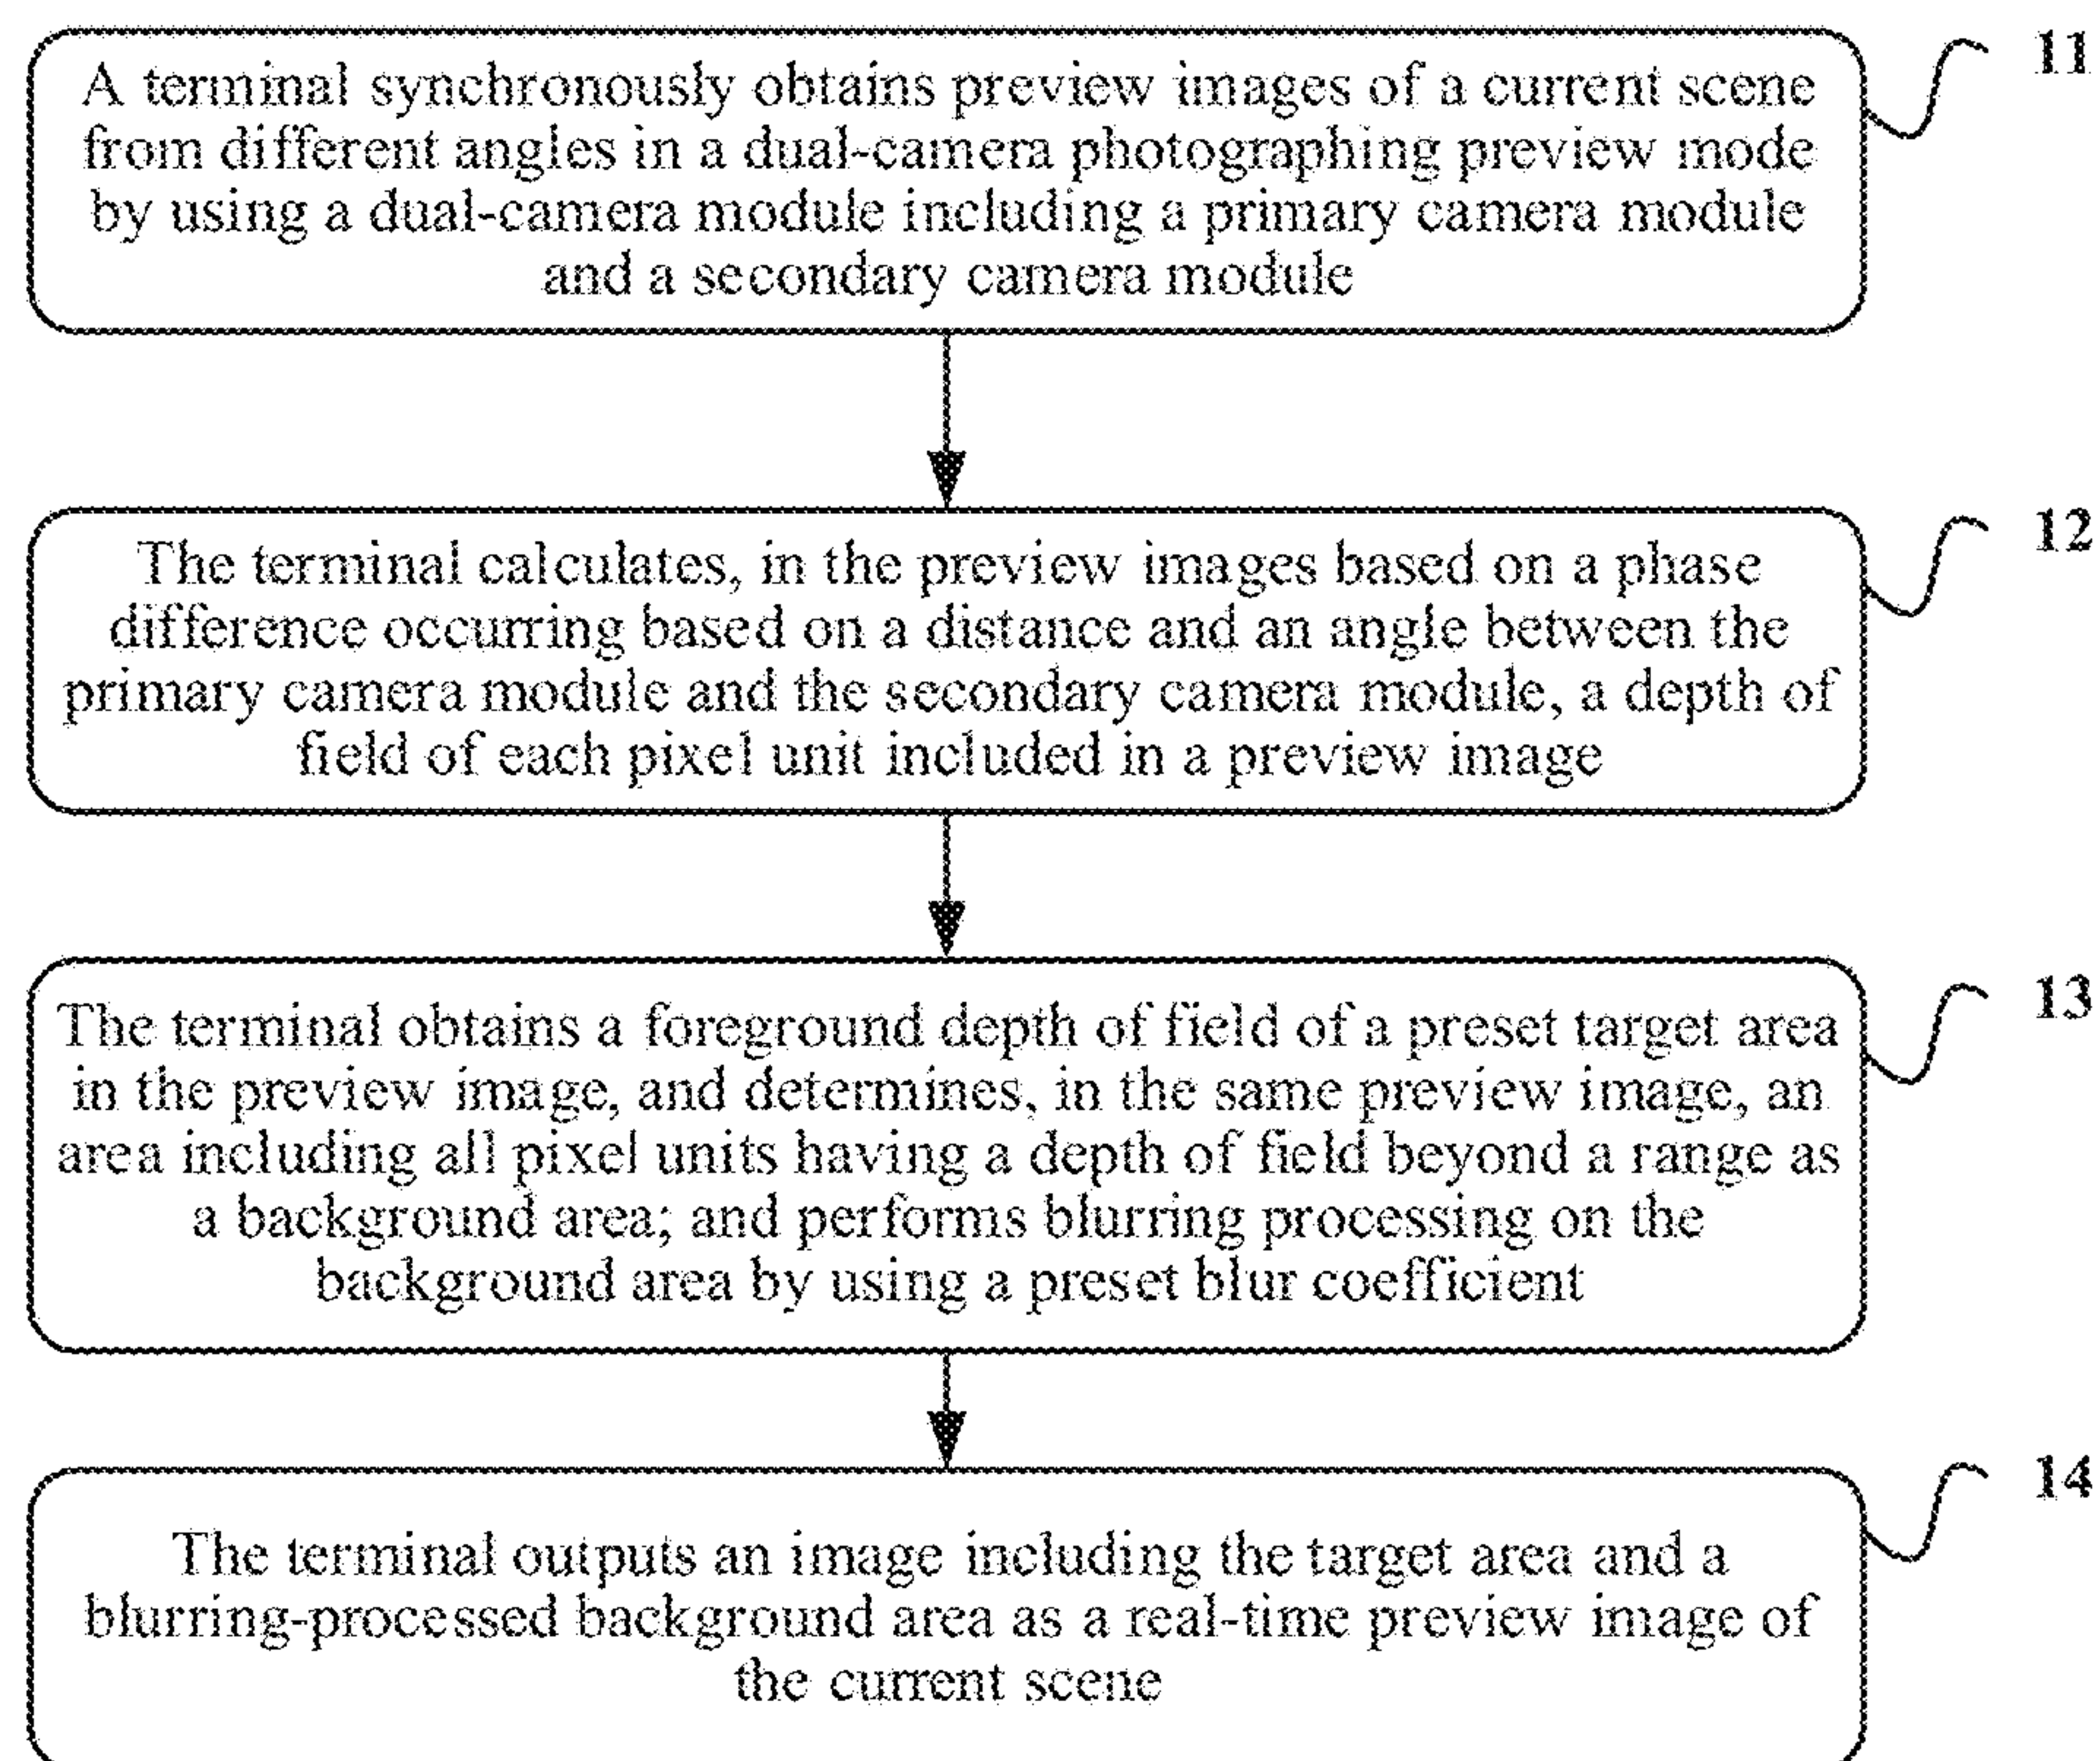 A terminal synchronously obtains preview images of a current scene
from different angles in a dual-camera photographing preview mode
by using a dual-camera module including a primary camera module
and a secondary camera module
11
The terminal calculates, in the preview images based on a phase
difference occurring based on a distance and an angle between the
primary camera module and the secondary camera module, a depth of
field of each pixel unit included in a preview image
12
The terminal obtains a foreground depth of field of a preset target area
in the preview image, and determines, in the same preview image, an
area including all pixel units having a depth of field beyond a range as
a background area; and performs blurring processing on the
background area by using a preset blur coefficient
13
The terminal outputs an image including the target area and a
blurring-processed background area as a real-time preview image of
the current scene
14